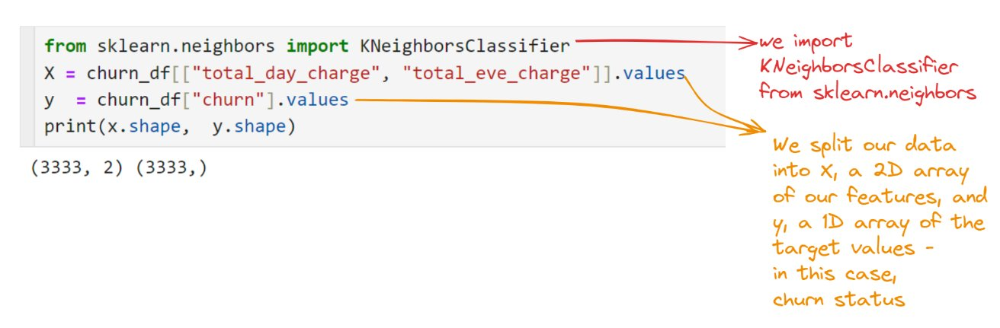 from sklearn.neighbors import KNeighborsClassifier
X = churn_df[["total_day_charge", "total_eve_charge"]].values
y  = churn_df["churn"].values
print(x.shape,  y.shape)
(3333, 2) (3333,)
we import
KNeighborsClassifier
from sklearn.neighbors
We split our data
into X, a 2D array
of our features, and
y, a 1D array of the
target values -
in this case,
churn status